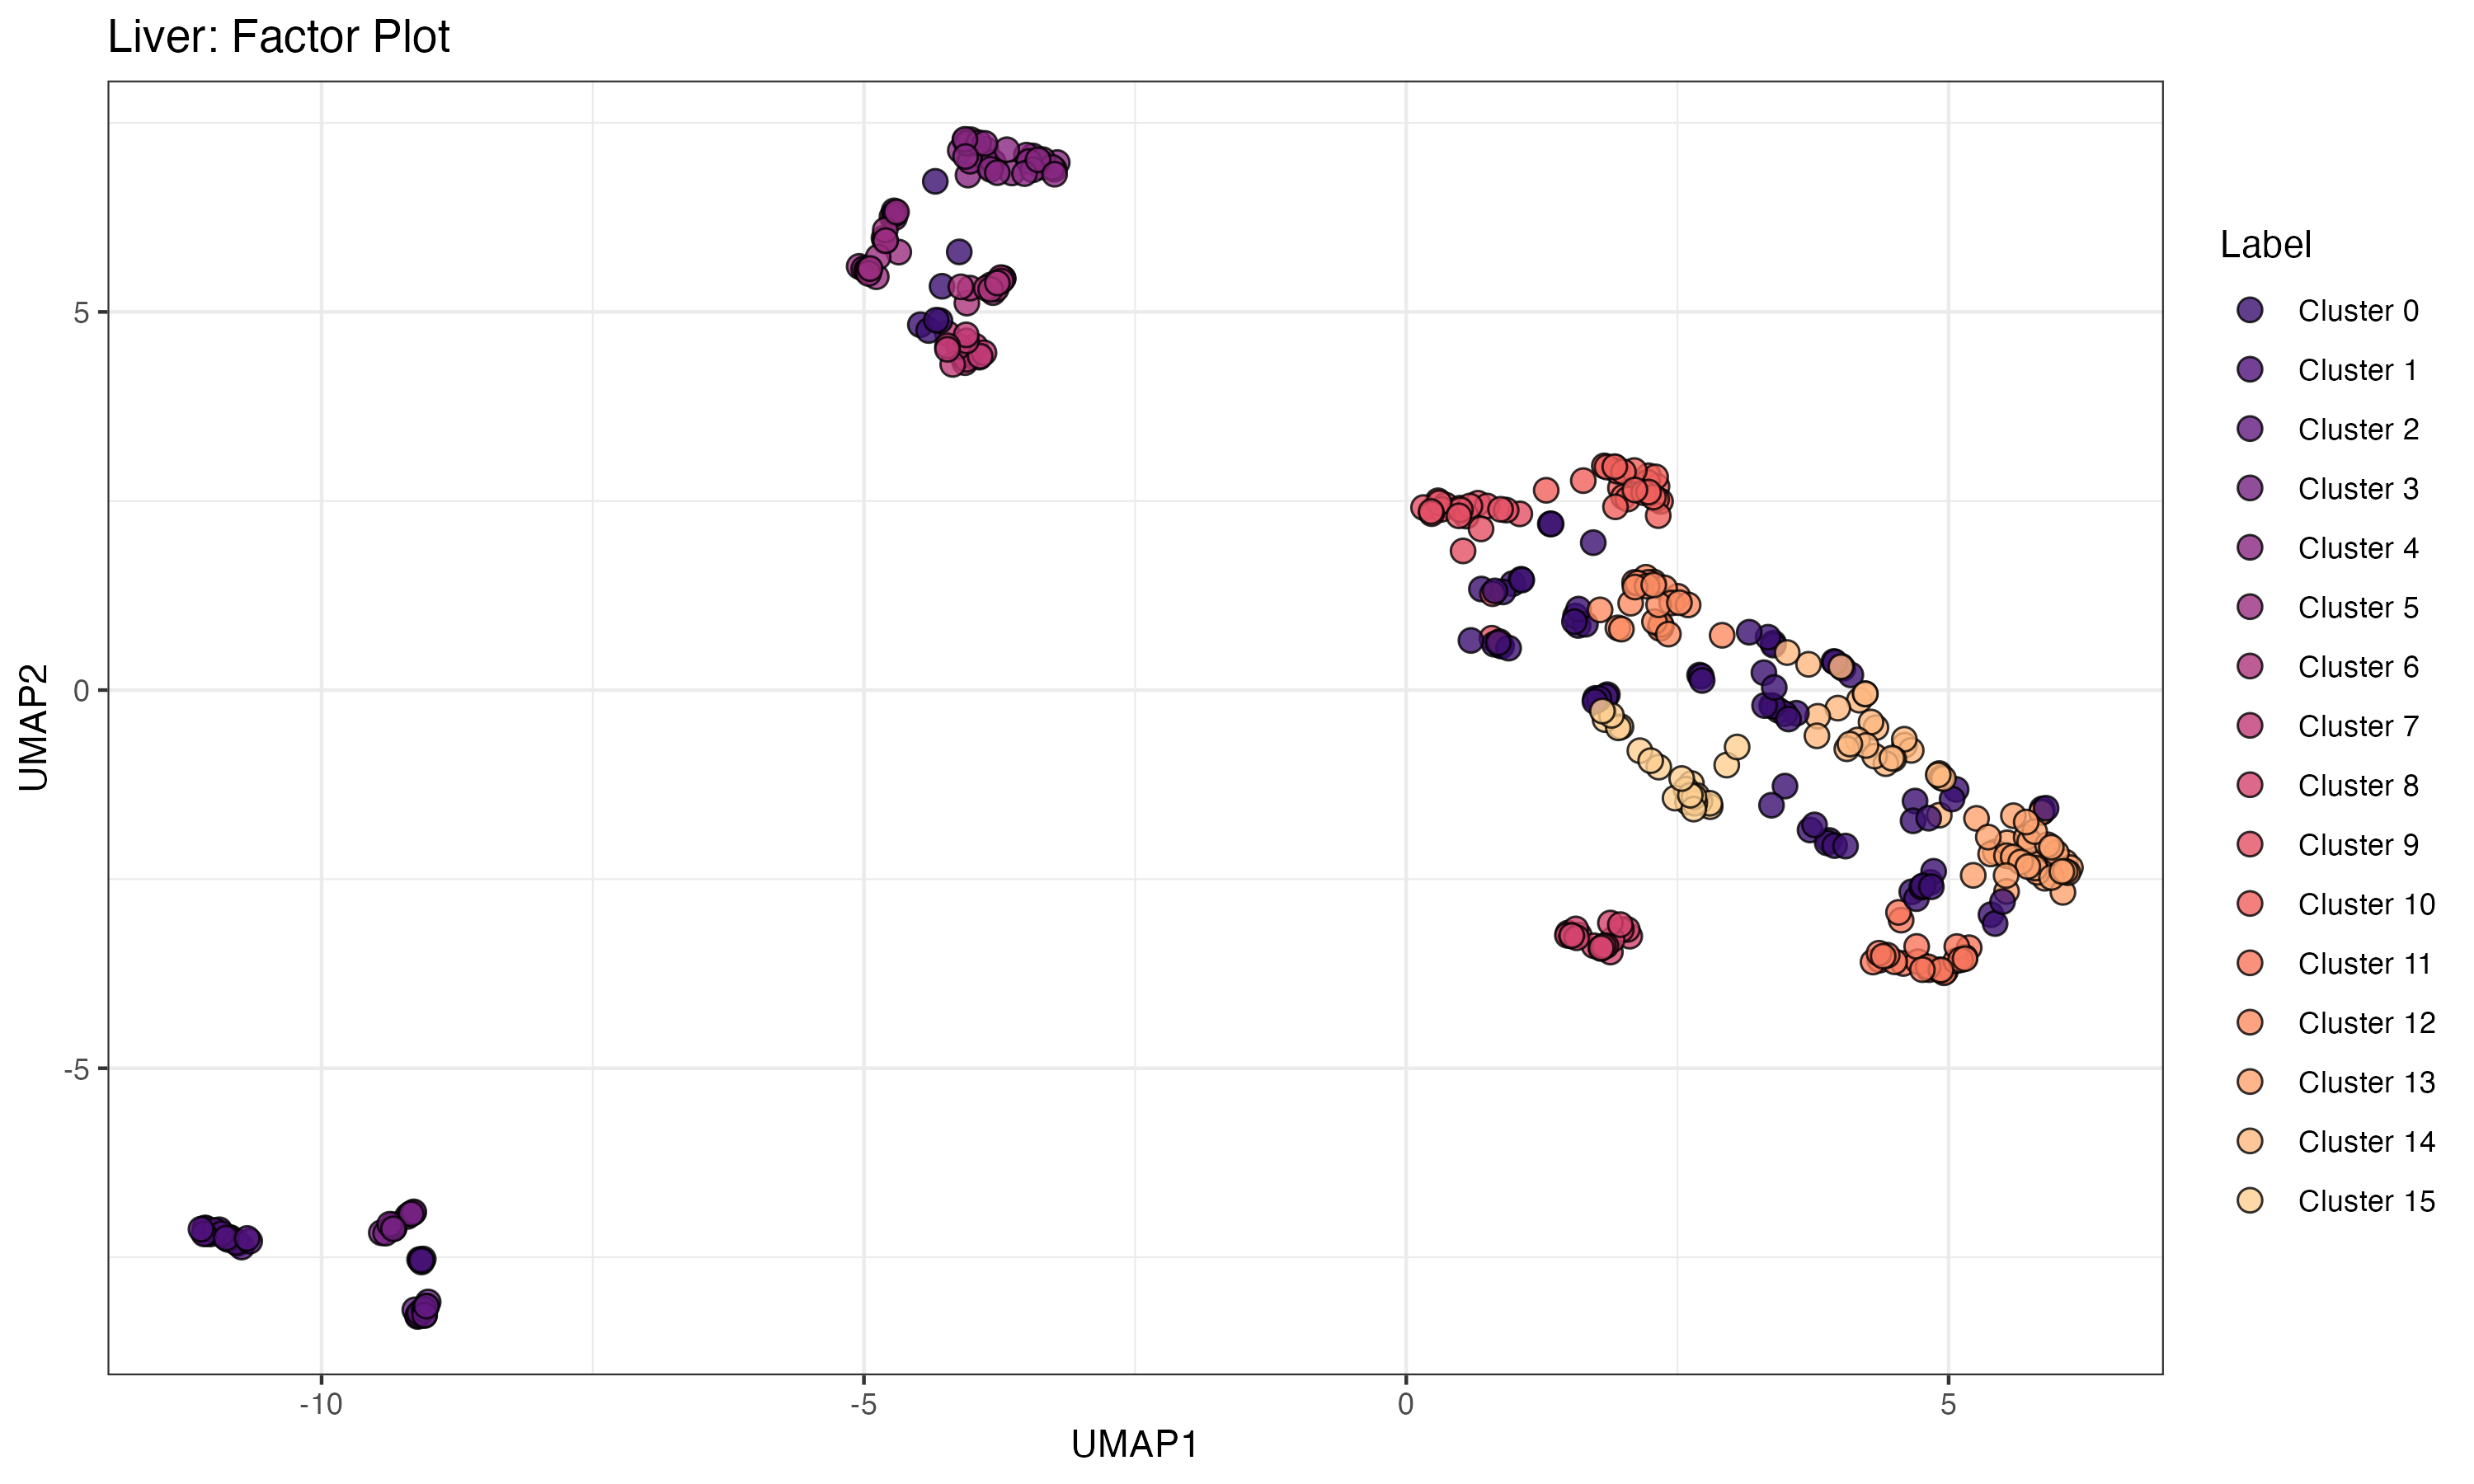 Liver: Factor Plot
UMAP2
5
0
-5
-10
-5
0
5
UMAP1
Label
Cluster 0
Cluster 1
Cluster 2
Cluster 3
Cluster 4
Cluster 5
Cluster 6
Cluster 7
Cluster 8
Cluster 9
Cluster 10
Cluster 11
Cluster 12
Cluster 13
Cluster 14
Cluster 15